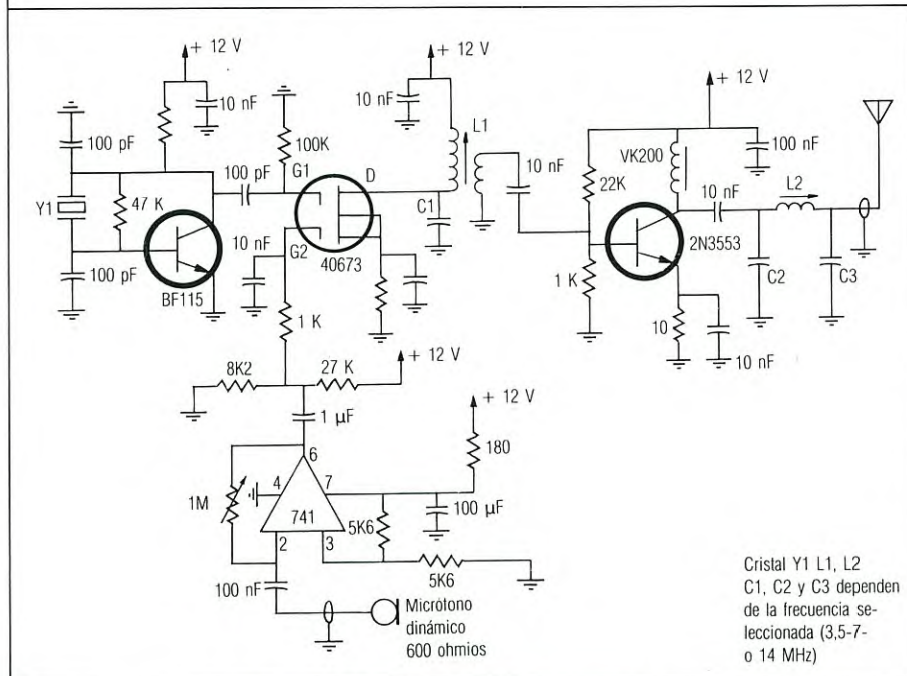 + 12 V
10 nF
100 pF
Y1
47 K
100 pF
BF115
100 pF
100K
G1
G2
D
10 nF
40673
+ 12 V
10 nF
L1
C1
1 K
8K2
27 K
+ 12 V
1 µF
10 nF
22K
1 K
+ 12 V
VK200
100 nF
10 nF
L2
2N3553
C2
C3
10
10 nF
+ 12 V
180
1M
6
4
7
741
2
3
5K6
100 µF
5K6
100 nF
Micrófono
dinámico
600 ohmios
Cristal Y1 L1, L2
C1, C2 y C3 dependen
de la frecuencia se-
leccionada (3,5-7-
o 14 MHz)